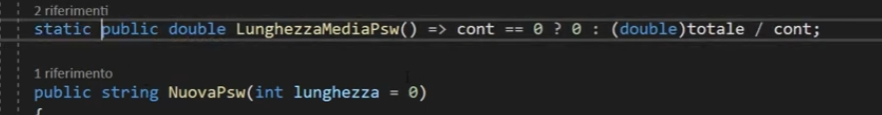 2 riferimenti
static public double LunghezzaMediaPsw() => cont == 0 ? 0 : (double)totale / cont;
1 riferimento
public string NuovaPsw(int lunghezza = 0)
{